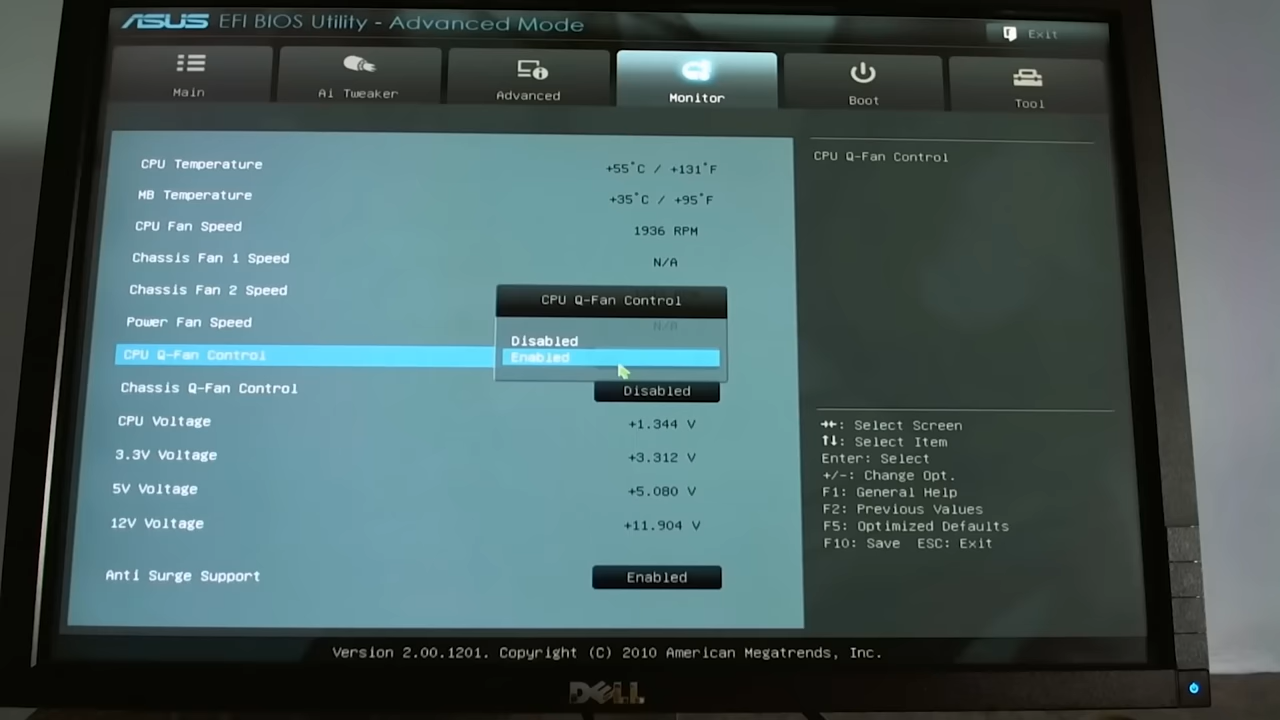 ASUS EFI BIOS Utility - Advanced Mode
Exit
Main
Ai Tweaker
Advanced
Monitor
Boot
Tool
CPU Temperature +55°C / +131°F
MB Temperature +35°C / +95°F
CPU Fan Speed 1936 RPM
Chassis Fan 1 Speed N/A
Chassis Fan 2 Speed
Power Fan Speed N/A
CPU Q-Fan Control
CPU Q-Fan Control
Disabled
Enabled
Chassis Q-Fan Control Disabled
CPU Voltage +1.344 V
3.3V Voltage +3.312 V
5V Voltage +5.080 V
12V Voltage +11.904 V
Anti Surge Support Enabled
CPU Q-Fan Control
→←: Select Screen
↑↓: Select Item
Enter: Select
+/-: Change Opt.
F1: General Help
F2: Previous Values
F5: Optimized Defaults
F10: Save ESC: Exit
Version 2.00.1201. Copyright (C) 2010 American Megatrends, Inc.
DELL